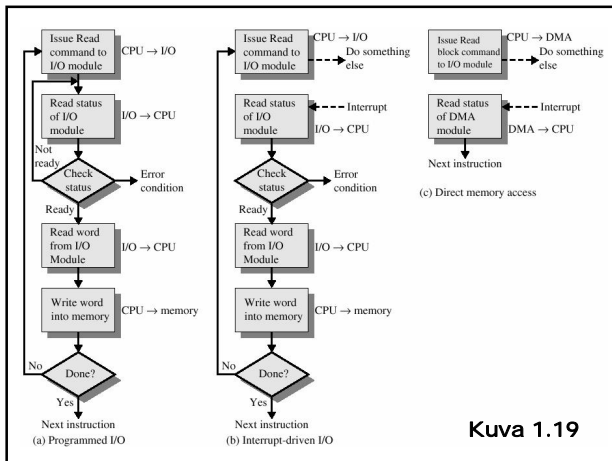 Issue Read
command to
I/O module
CPU → I/O
Read status
of I/O
module
I/O → CPU
Not
ready
Check
status
Error
condition
Ready
Read word
from I/O
Module
I/O → CPU
Write word
into memory
CPU → memory
No
Done?
Yes
Next instruction
(a) Programmed I/O
Issue Read
command to
I/O module
CPU → I/O
Do something
else
Read status
of I/O
module
Interrupt
I/O → CPU
Check
status
Error
condition
Ready
Read word
from I/O
Module
I/O → CPU
Write word
into memory
CPU → memory
No
Done?
Yes
Next instruction
(b) Interrupt-driven I/O
Issue Read
block command
to I/O module
CPU → DMA
Do something
else
Read status
of DMA
module
Interrupt
DMA → CPU
Next instruction
(c) Direct memory access
Kuva 1.19